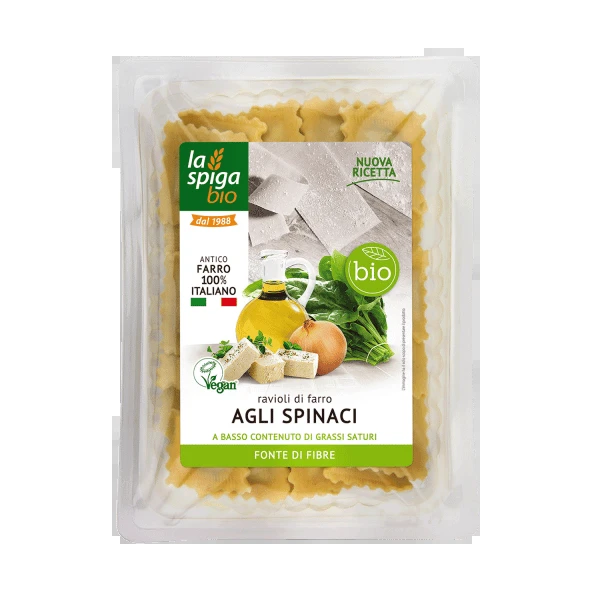 la
spiga
bio
dal 1988
NUOVA
RICETTA
ANTICO
FARRO
100%
ITALIANO
bio
Vegan
ravioli di farro
AGLI SPINACI
A BASSO CONTENUTO DI GRASSI SATURI
FONTE DI FIBRE